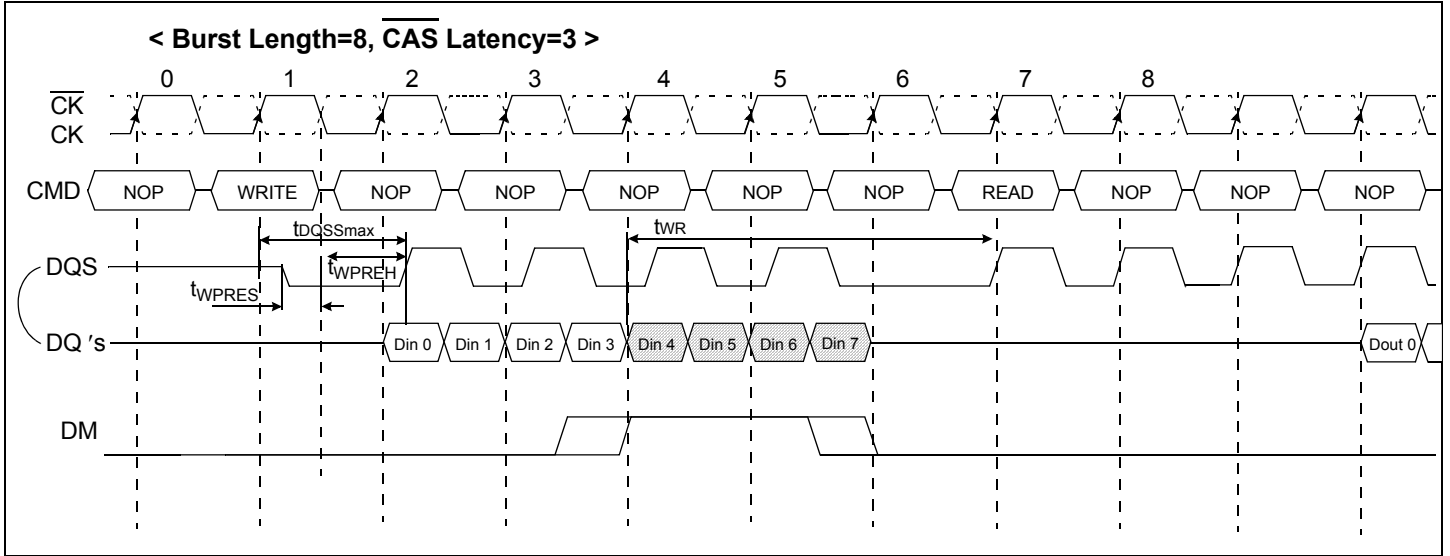 < Burst Length=8, CAS Latency=3 >
0 1 2 3 4 5 6 7 8
CK
CK
CMD NOP WRITE NOP NOP NOP NOP NOP READ NOP NOP NOP
tDQSSmax tWR
DQS
tWPREH
tWPRES
DQ 's Din 0 Din 1 Din 2 Din 3 Din 4 Din 5 Din 6 Din 7 Dout 0
DM